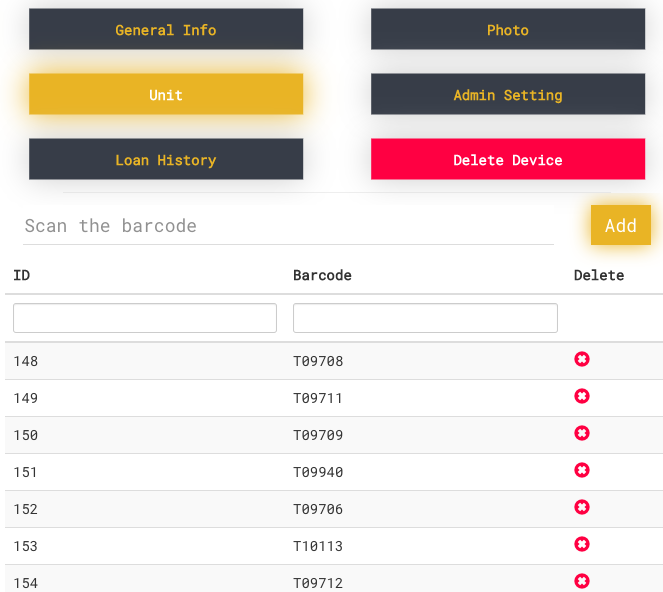 General Info Photo
Unit Admin Setting
Loan History Delete Device
Scan the barcode Add
ID Barcode Delete
148 T09708
149 T09711
150 T09709
151 T09940
152 T09706
153 T10113
154 T09712